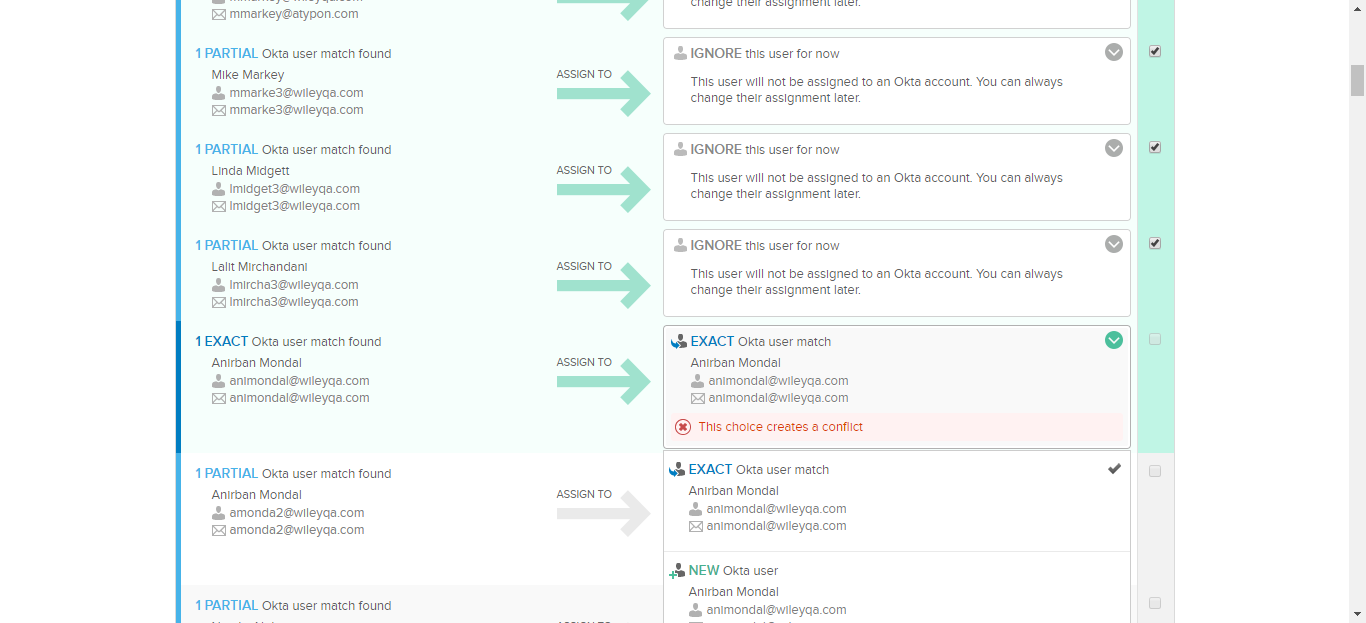 mmarkey@atypon.com
change their assignment later.
1 PARTIAL Okta user match found
Mike Markey
mmarke3@wileyqa.com
mmarke3@wileyqa.com
ASSIGN TO
IGNORE this user for now
This user will not be assigned to an Okta account. You can always
change their assignment later.
1 PARTIAL Okta user match found
Linda Midgett
lmidget3@wileyqa.com
lmidget3@wileyqa.com
ASSIGN TO
IGNORE this user for now
This user will not be assigned to an Okta account. You can always
change their assignment later.
1 PARTIAL Okta user match found
Lalit Mirchandani
lmircha3@wileyqa.com
lmircha3@wileyqa.com
ASSIGN TO
IGNORE this user for now
This user will not be assigned to an Okta account. You can always
change their assignment later.
1 EXACT Okta user match found
Anirban Mondal
animondal@wileyqa.com
animondal@wileyqa.com
ASSIGN TO
EXACT Okta user match
Anirban Mondal
animondal@wileyqa.com
animondal@wileyqa.com
This choice creates a conflict
1 PARTIAL Okta user match found
Anirban Mondal
amonda2@wileyqa.com
amonda2@wileyqa.com
ASSIGN TO
EXACT Okta user match
Anirban Mondal
animondal@wileyqa.com
animondal@wileyqa.com
NEW Okta user
Anirban Mondal
animondal@wileyqa.com
1 PARTIAL Okta user match found